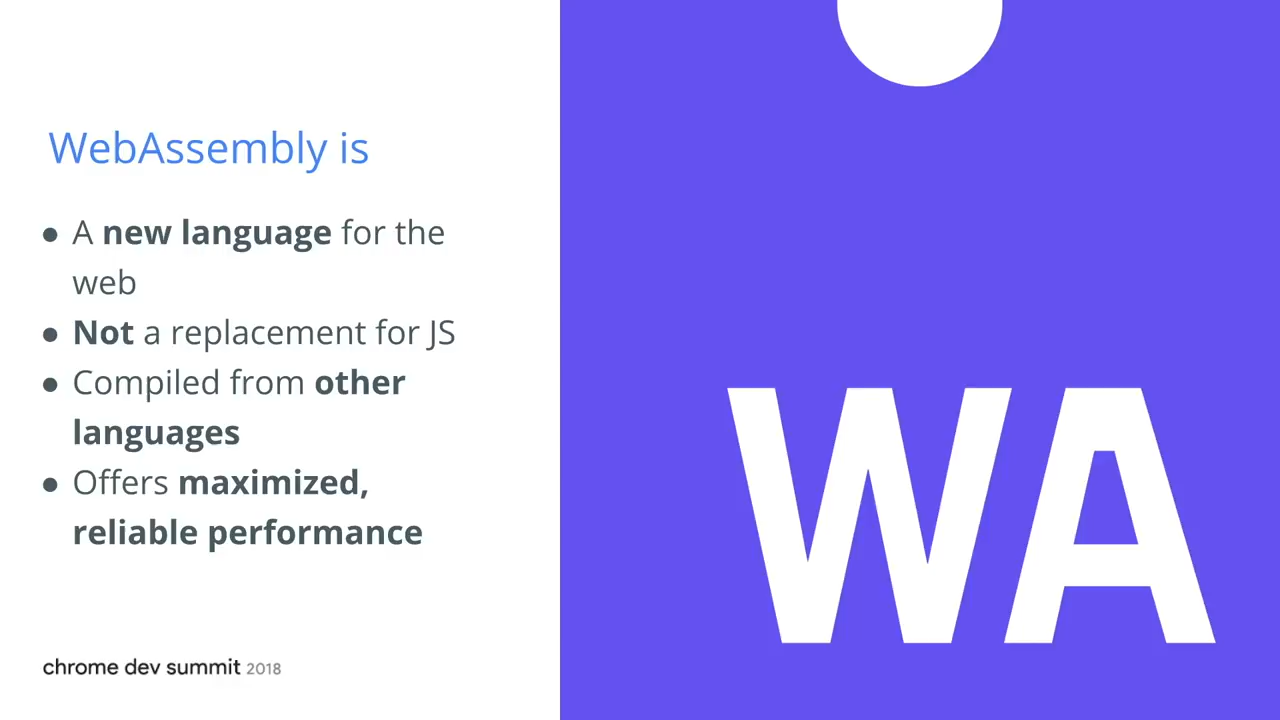 WebAssembly is
● A new language for the
web
● Not a replacement for JS
● Compiled from other
languages
● Offers maximized,
reliable performance
chrome dev summit 2018
WA